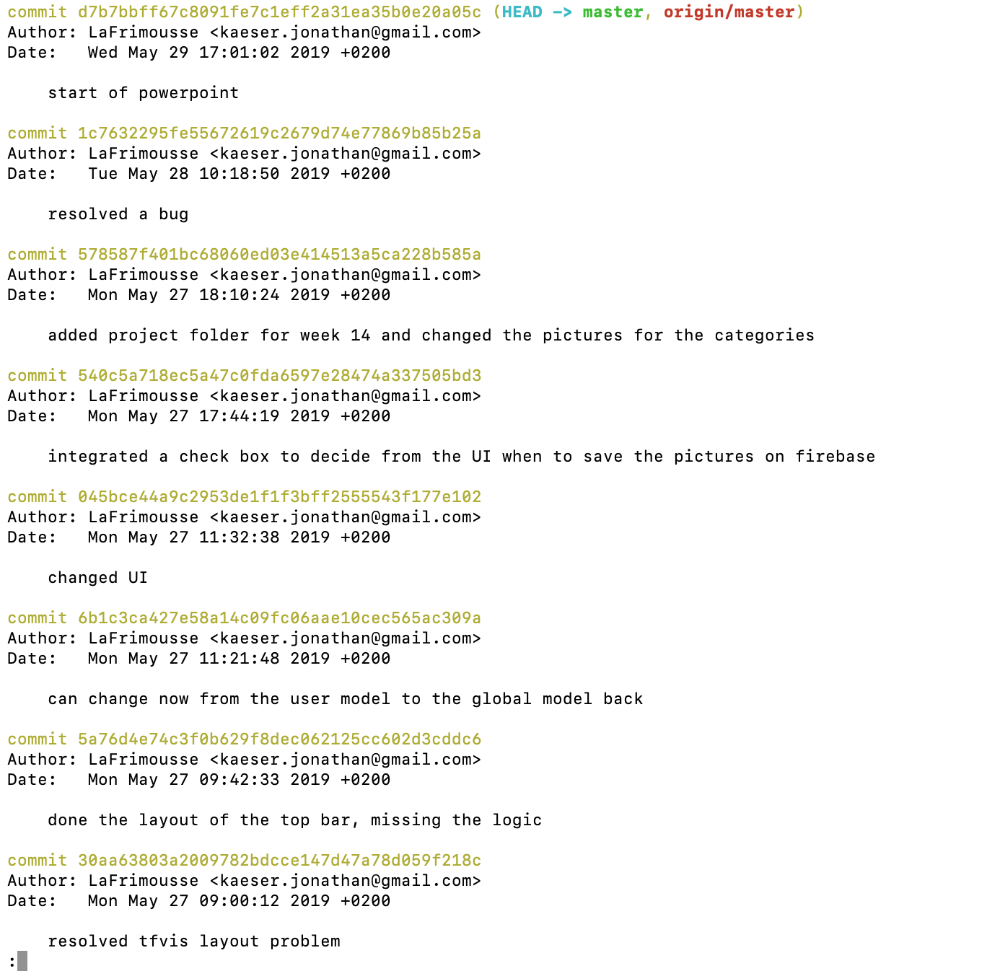 commit d7b7bbff67c8091fe7c1eff2a31ea35b0e20a05c (HEAD -> master, origin/master)
Author: LaFrimousse <kaeser.jonathan@gmail.com>
Date:   Wed May 29 17:01:02 2019 +0200
    start of powerpoint
commit 1c7632295fe55672619c2679d74e77869b85b25a
Author: LaFrimousse <kaeser.jonathan@gmail.com>
Date:   Tue May 28 10:18:50 2019 +0200
    resolved a bug
commit 578587f401bc68060ed03e414513a5ca228b585a
Author: LaFrimousse <kaeser.jonathan@gmail.com>
Date:   Mon May 27 18:10:24 2019 +0200
    added project folder for week 14 and changed the pictures for the categories
commit 540c5a718ec5a47c0fda6597e28474a337505bd3
Author: LaFrimousse <kaeser.jonathan@gmail.com>
Date:   Mon May 27 17:44:19 2019 +0200
    integrated a check box to decide from the UI when to save the pictures on firebase
commit 045bce44a9c2953de1f1f3bff2555543f177e102
Author: LaFrimousse <kaeser.jonathan@gmail.com>
Date:   Mon May 27 11:32:38 2019 +0200
    changed UI
commit 6b1c3ca427e58a14c09fc06aae10cec565ac309a
Author: LaFrimousse <kaeser.jonathan@gmail.com>
Date:   Mon May 27 11:21:48 2019 +0200
    can change now from the user model to the global model back
commit 5a76d4e74c3f0b629f8dec062125cc602d3cddc6
Author: LaFrimousse <kaeser.jonathan@gmail.com>
Date:   Mon May 27 09:42:33 2019 +0200
    done the layout of the top bar, missing the logic
commit 30aa63803a2009782bdcce147d47a78d059f218c
Author: LaFrimousse <kaeser.jonathan@gmail.com>
Date:   Mon May 27 09:00:12 2019 +0200
    resolved tfvis layout problem
: